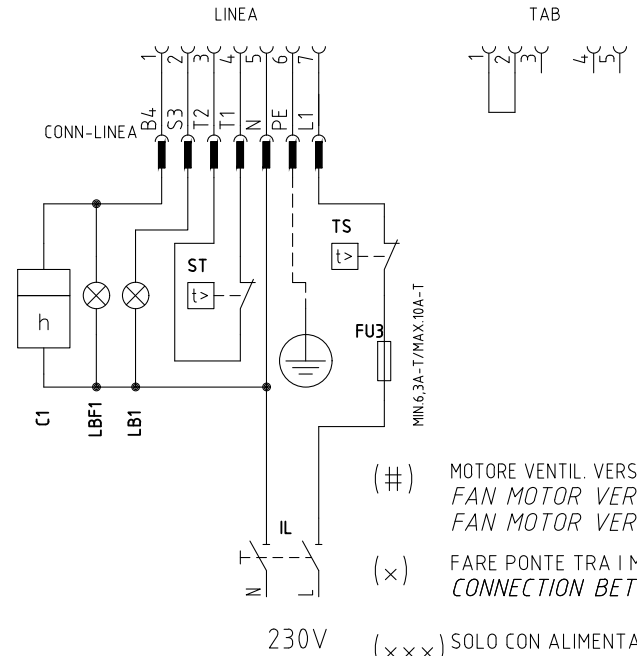 LINEA
TAB
1 2 3 4 5 6 7
1 2 3 4 5
CONN-LINEA
B4 S3 T2 T1 N PE L1
TS
t>
ST
t>
h
FU3
MIN.6,3A-T/MAX.10A-T
C1 LBF1 LB1
(#) MOTORE VENTIL. VERS
FAN MOTOR VER
FAN MOTOR VER
IL
(x) FARE PONTE TRA I M
CONNECTION BET
N L
230V
(xxx) SOLO CON ALIMENTA